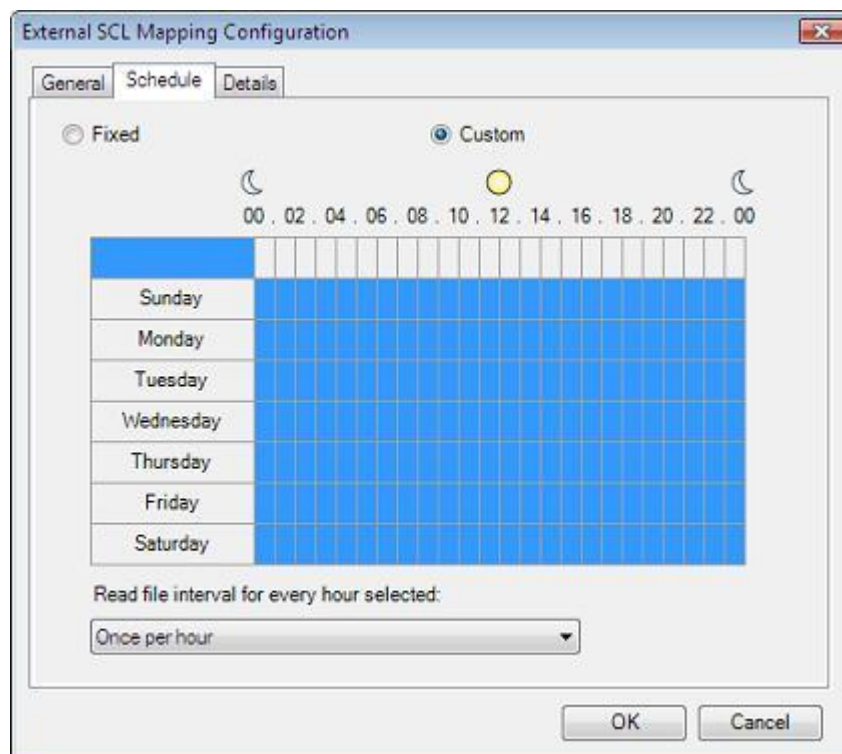 External SCL Mapping Configuration
General Schedule Details
Fixed Custom
00 . 02 . 04 . 06 . 08 . 10 . 12 . 14 . 16 . 18 . 20 . 22 . 00
Sunday
Monday
Tuesday
Wednesday
Thursday
Friday
Saturday
Read file interval for every hour selected:
Once per hour
OK Cancel